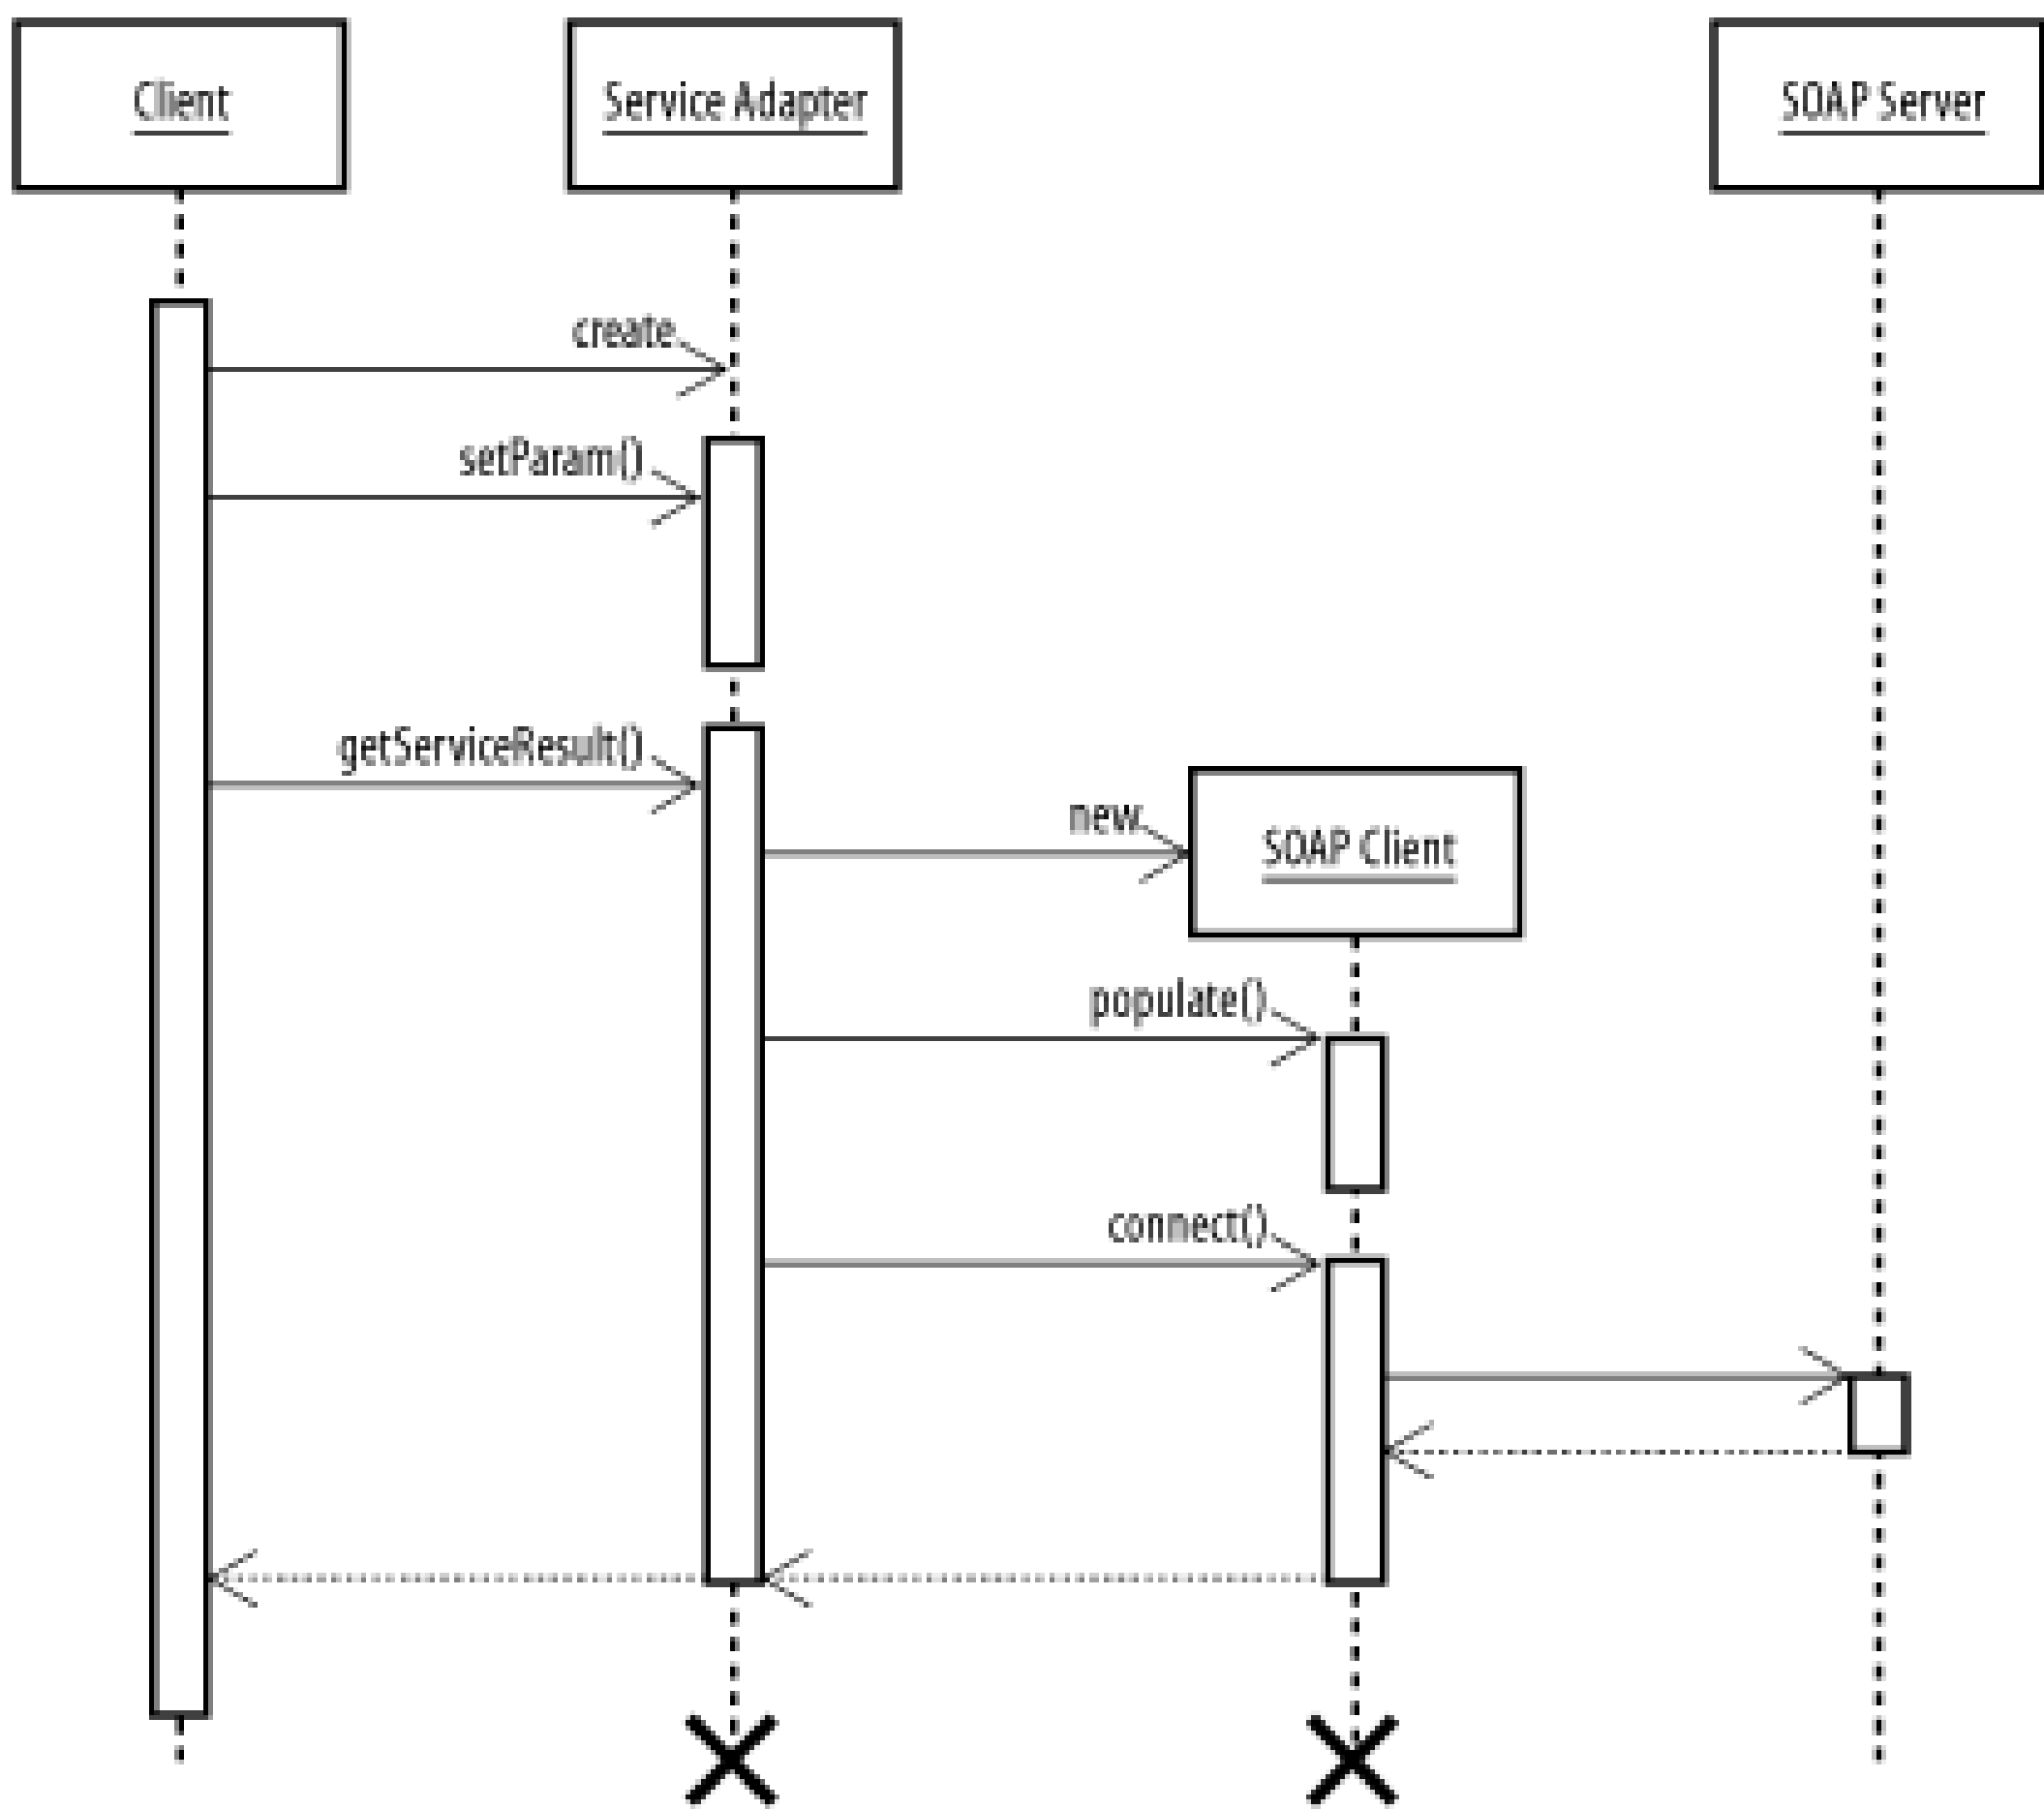 Client
Service Adapter
SOAP Server
create
setParam()
getServiceResult()
new
SOAP Client
populate()
connect()